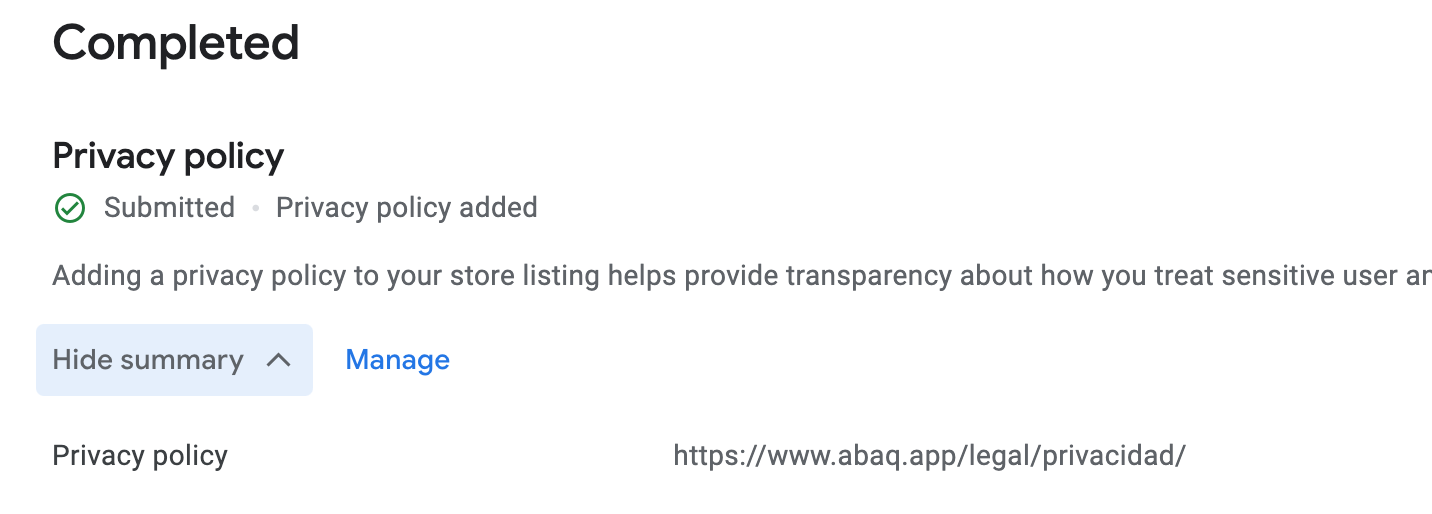 Completed
Privacy policy
Submitted • Privacy policy added
Adding a privacy policy to your store listing helps provide transparency about how you treat sensitive user
Hide summary Manage
Privacy policy https://www.abaq.app/legal/privacidad/